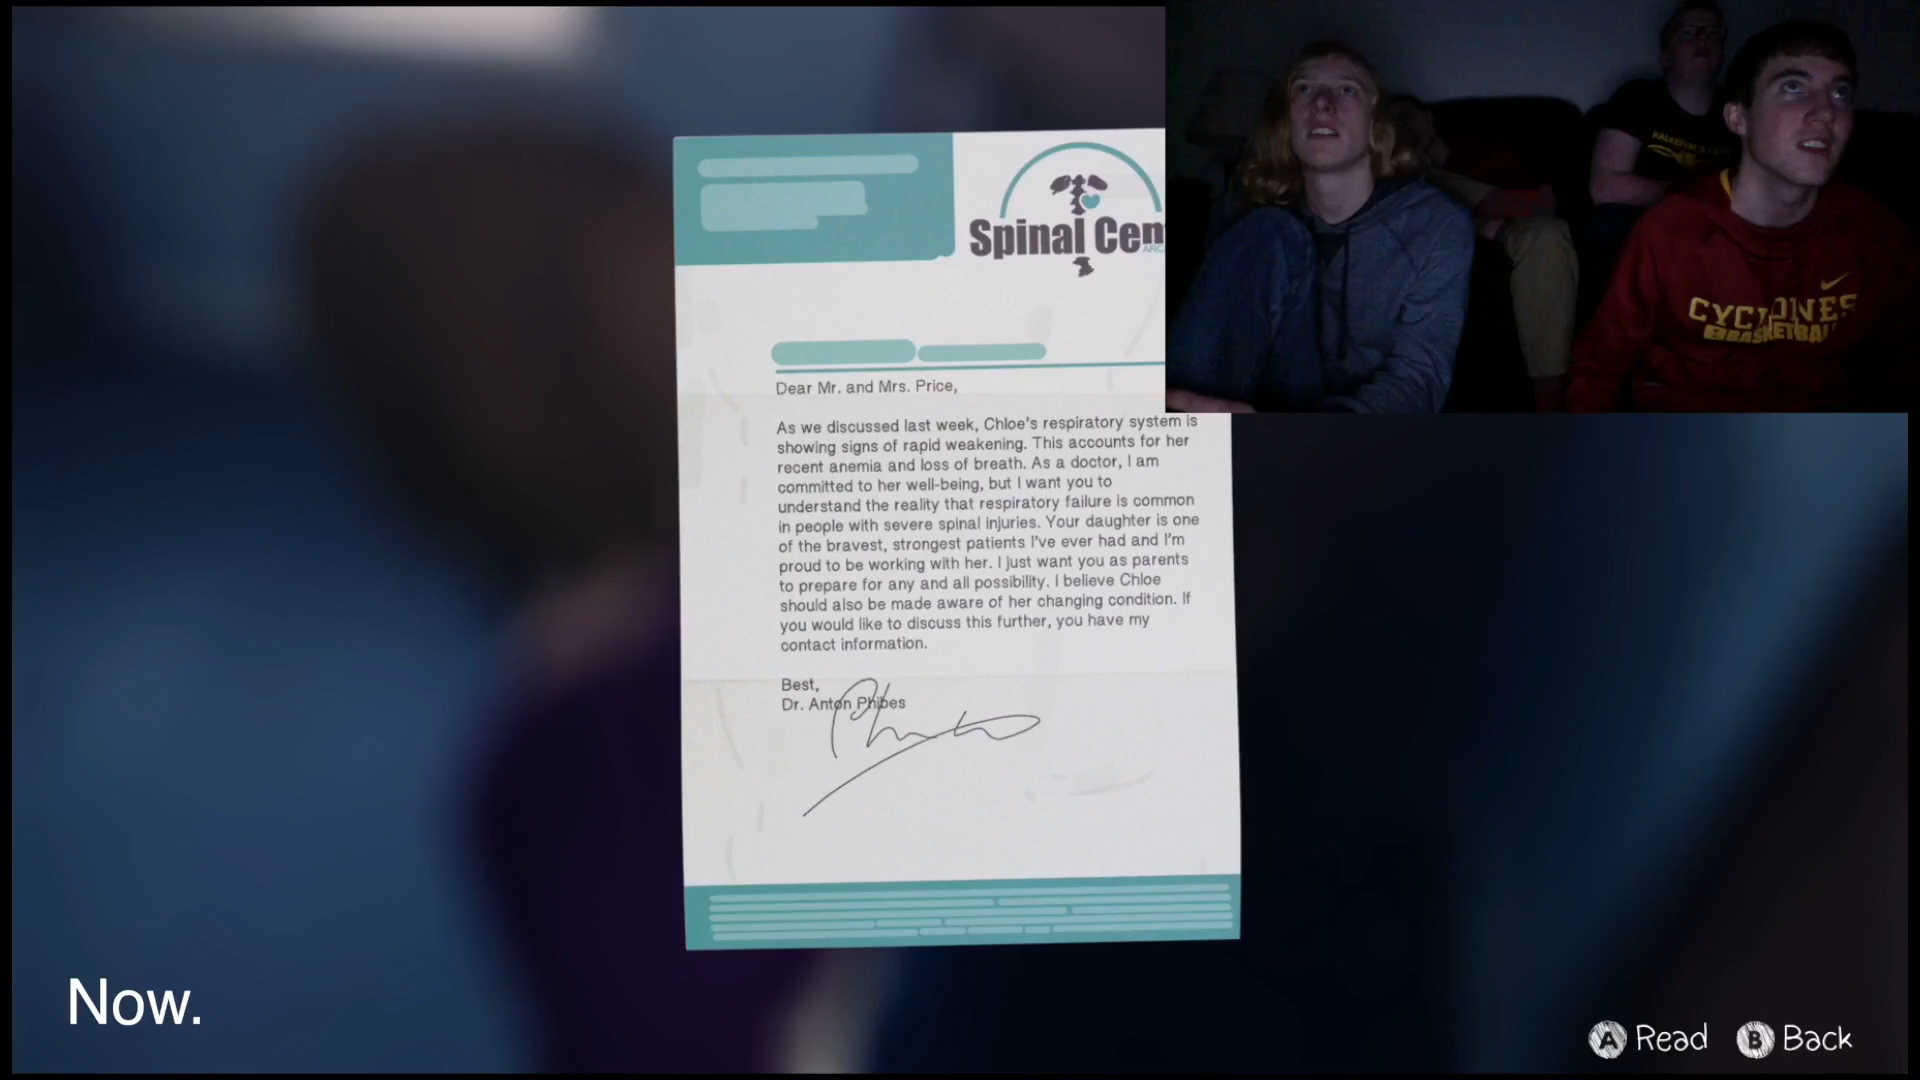 Spinal Cen
ARC
Dear Mr. and Mrs. Price,
As we discussed last week, Chloe's respiratory system is
showing signs of rapid weakening. This accounts for her
recent anemia and loss of breath. As a doctor, I am
committed to her well-being, but I want you to
understand the reality that respiratory failure is common
in people with severe spinal injuries. Your daughter is one
of the bravest, strongest patients I've ever had and I'm
proud to be working with her. I just want you as parents
to prepare for any and all possibility. I believe Chloe
should also be made aware of her changing condition. If
you would like to discuss this further, you have my
contact information.
Best,
Dr. Anton Phibes
CYCLONES
BASKETBALL
Now.
A Read B Back